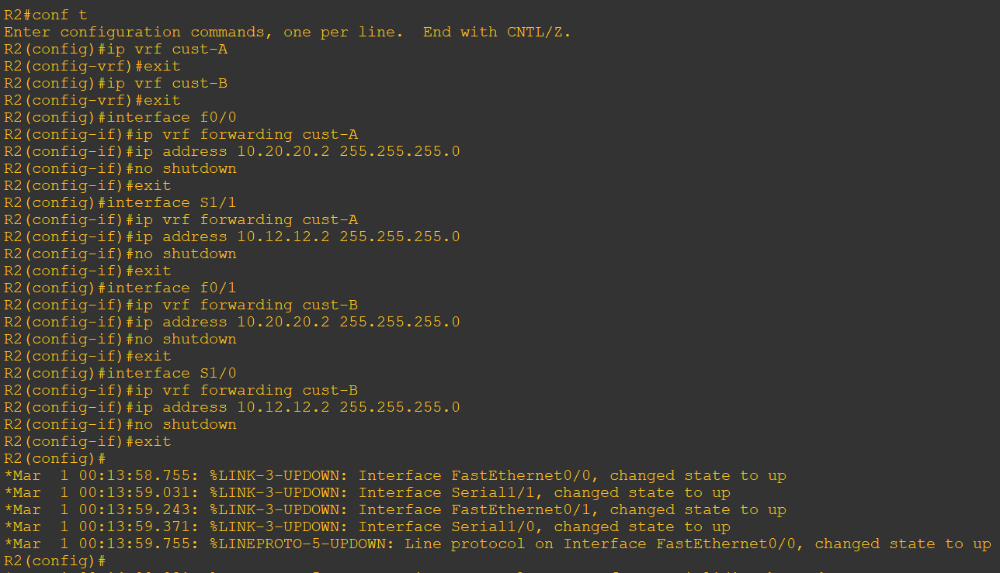 R2#conf t
Enter configuration commands, one per line.  End with CNTL/Z.
R2(config)#ip vrf cust-A
R2(config-vrf)#exit
R2(config)#ip vrf cust-B
R2(config-vrf)#exit
R2(config)#interface f0/0
R2(config-if)#ip vrf forwarding cust-A
R2(config-if)#ip address 10.20.20.2 255.255.255.0
R2(config-if)#no shutdown
R2(config-if)#exit
R2(config)#interface S1/1
R2(config-if)#ip vrf forwarding cust-A
R2(config-if)#ip address 10.12.12.2 255.255.255.0
R2(config-if)#no shutdown
R2(config-if)#exit
R2(config)#interface f0/1
R2(config-if)#ip vrf forwarding cust-B
R2(config-if)#ip address 10.20.20.2 255.255.255.0
R2(config-if)#no shutdown
R2(config-if)#exit
R2(config)#interface S1/0
R2(config-if)#ip vrf forwarding cust-B
R2(config-if)#ip address 10.12.12.2 255.255.255.0
R2(config-if)#no shutdown
R2(config-if)#exit
R2(config)#
*Mar  1 00:13:58.755: %LINK-3-UPDOWN: Interface FastEthernet0/0, changed state to up
*Mar  1 00:13:59.031: %LINK-3-UPDOWN: Interface Serial1/1, changed state to up
*Mar  1 00:13:59.243: %LINK-3-UPDOWN: Interface FastEthernet0/1, changed state to up
*Mar  1 00:13:59.371: %LINK-3-UPDOWN: Interface Serial1/0, changed state to up
*Mar  1 00:13:59.755: %LINEPROTO-5-UPDOWN: Line protocol on Interface FastEthernet0/0, changed state to up
R2(config)#